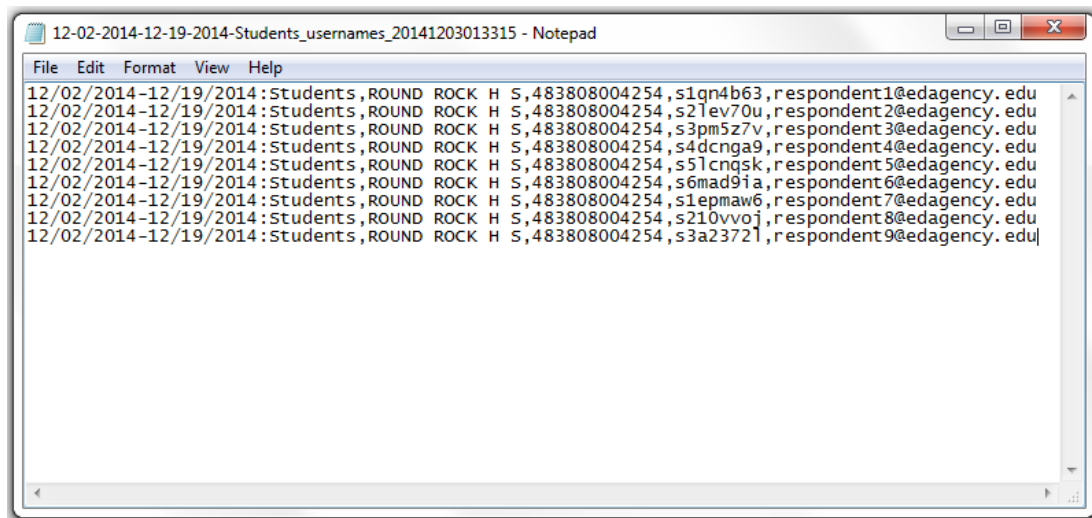 12-02-2014-12-19-2014-Students_usernames_20141203013315 - Notepad
File Edit Format View Help
12/02/2014-12/19/2014:Students,ROUND ROCK H S,483808004254,s1qn4b63,respondent1@edagency.edu
12/02/2014-12/19/2014:Students,ROUND ROCK H S,483808004254,s2lev70u,respondent2@edagency.edu
12/02/2014-12/19/2014:Students,ROUND ROCK H S,483808004254,s3pm5z7v,respondent3@edagency.edu
12/02/2014-12/19/2014:Students,ROUND ROCK H S,483808004254,s4dcnga9,respondent4@edagency.edu
12/02/2014-12/19/2014:Students,ROUND ROCK H S,483808004254,s5lcnqsk,respondent5@edagency.edu
12/02/2014-12/19/2014:Students,ROUND ROCK H S,483808004254,s6mad9ia,respondent6@edagency.edu
12/02/2014-12/19/2014:Students,ROUND ROCK H S,483808004254,s1epmaw6,respondent7@edagency.edu
12/02/2014-12/19/2014:Students,ROUND ROCK H S,483808004254,s210vvoj,respondent8@edagency.edu
12/02/2014-12/19/2014:Students,ROUND ROCK H S,483808004254,s3a2372l,respondent9@edagency.edu